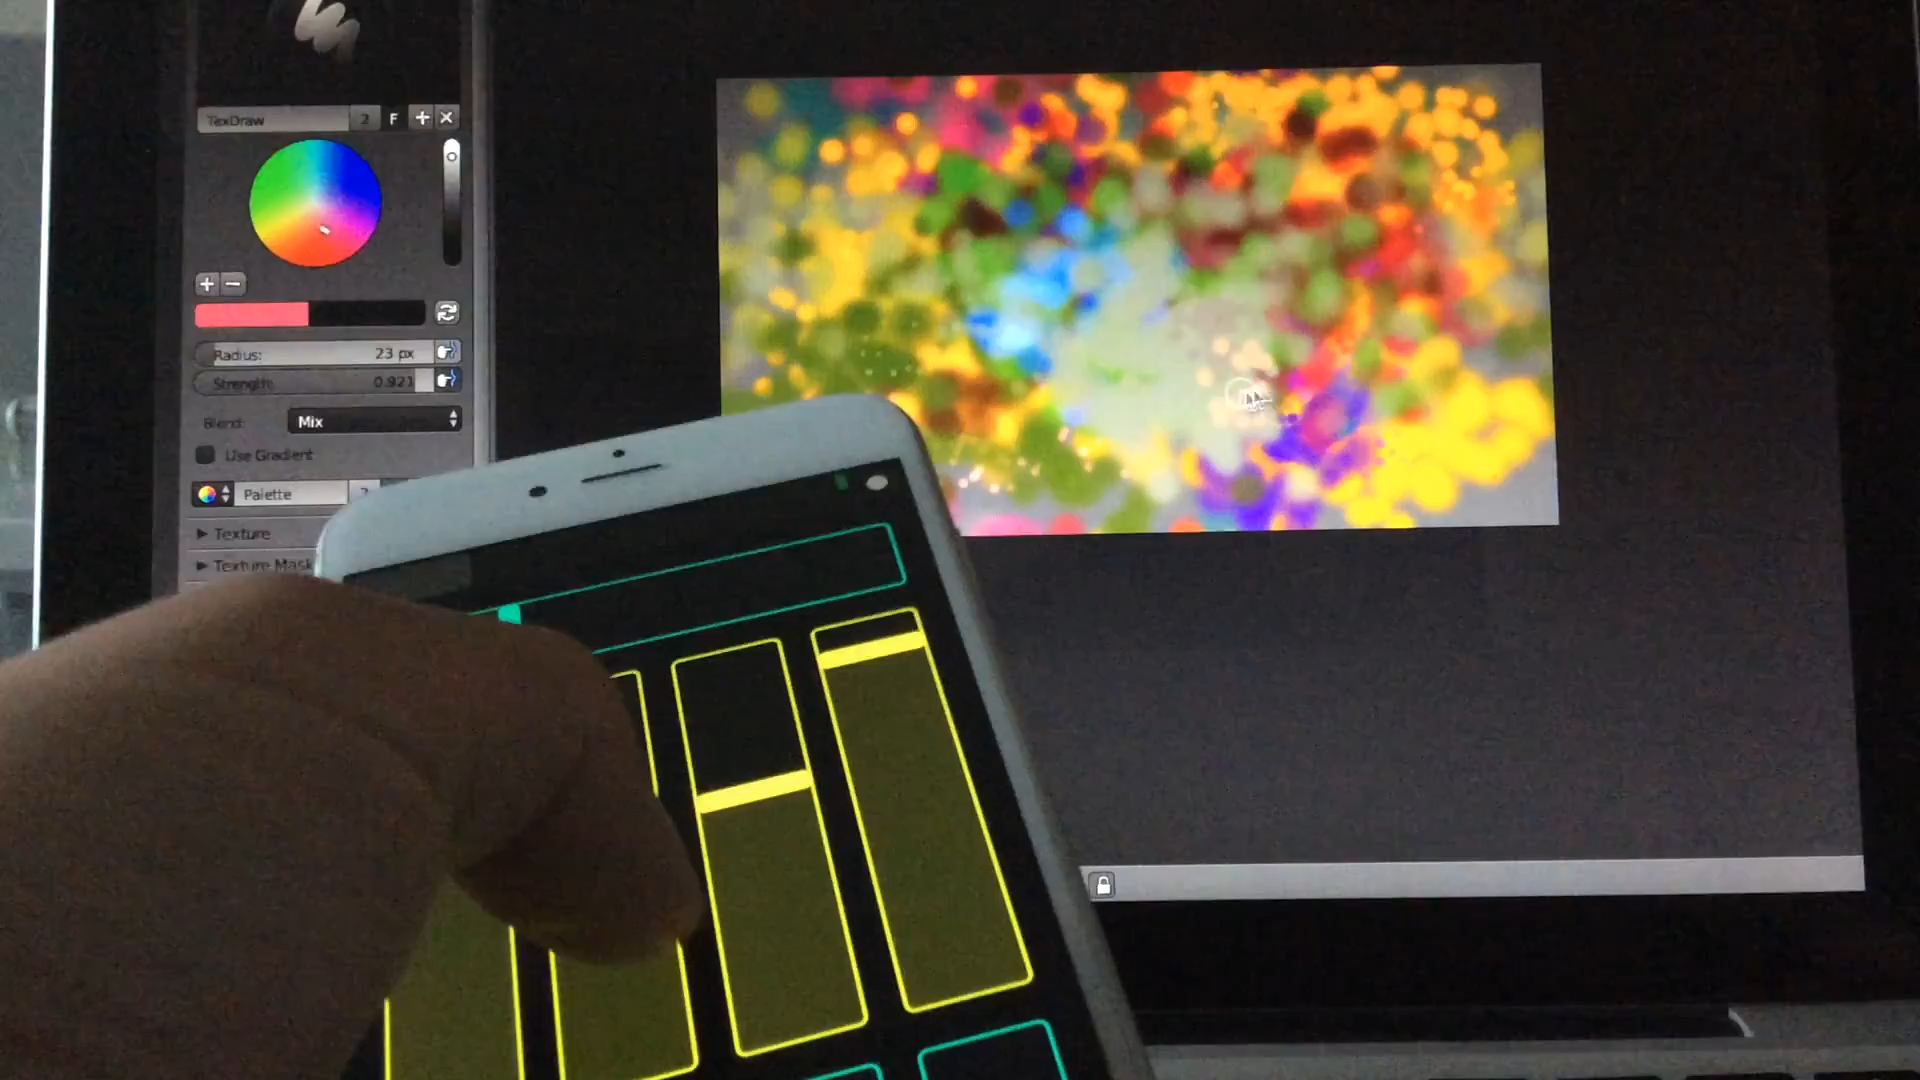 TexDraw 2 F
Radius: 23 px
Strength: 0.921
Blend: Mix
Use Gradient
Palette
Texture
Texture Mask